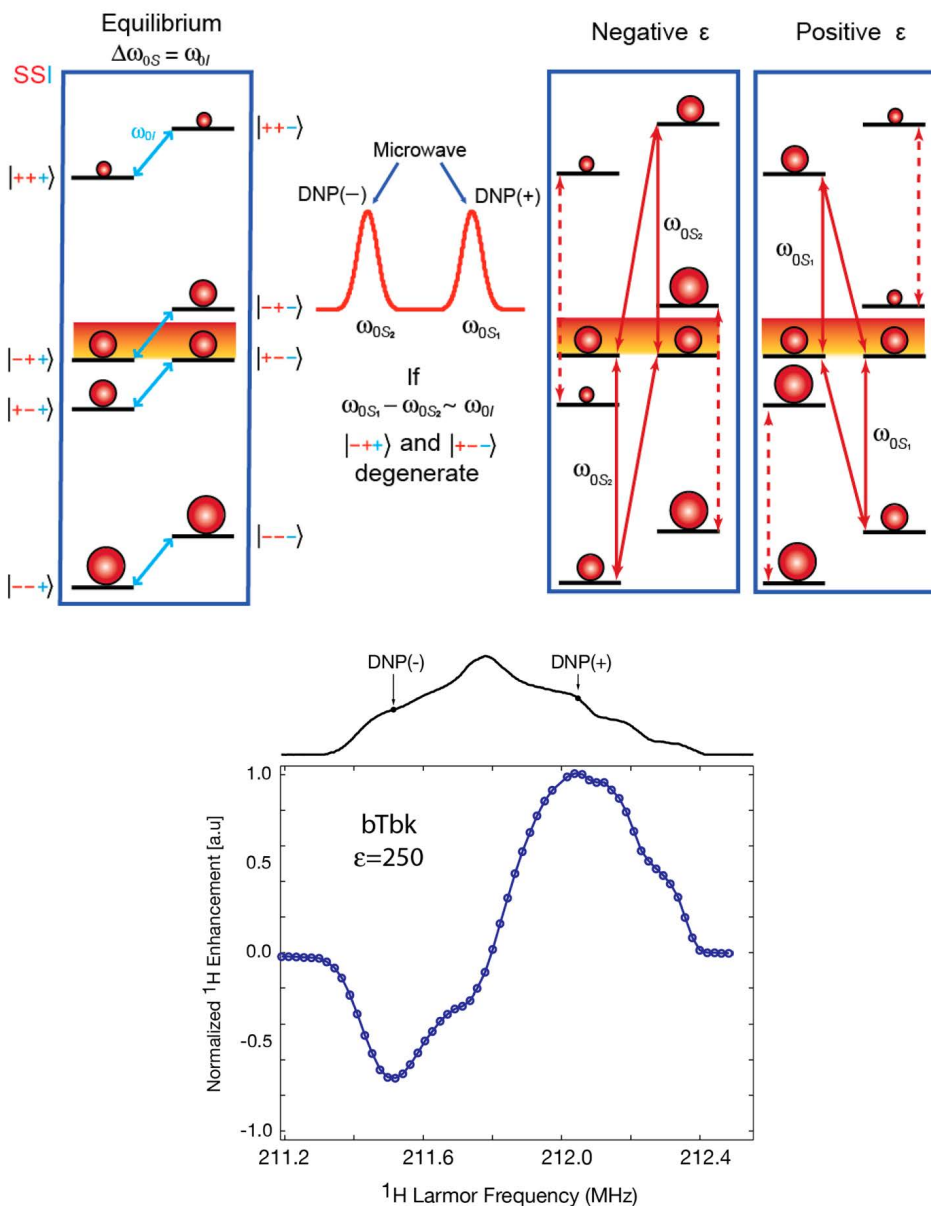 Equilibrium
Δω0S = ω0I
SSI
ω0I
|++−⟩
|+++⟩
|−+−⟩
|−++⟩
|+−−⟩
|+−+⟩
|−−−⟩
|−−+⟩
Microwave
DNP(−)
DNP(+)
ω0S2
ω0S1
If
ω0S1 − ω0S2 ~ ω0I
|−++⟩ and |+−−⟩
degenerate
Negative ε
ω0S2
ω0S2
Positive ε
ω0S1
ω0S1
DNP(-)
DNP(+)
1.0
0.5
0.0
-0.5
-1.0
Normalized 1H Enhancement [a.u]
bTbk
ε=250
211.2
211.6
212.0
212.4
1H Larmor Frequency (MHz)